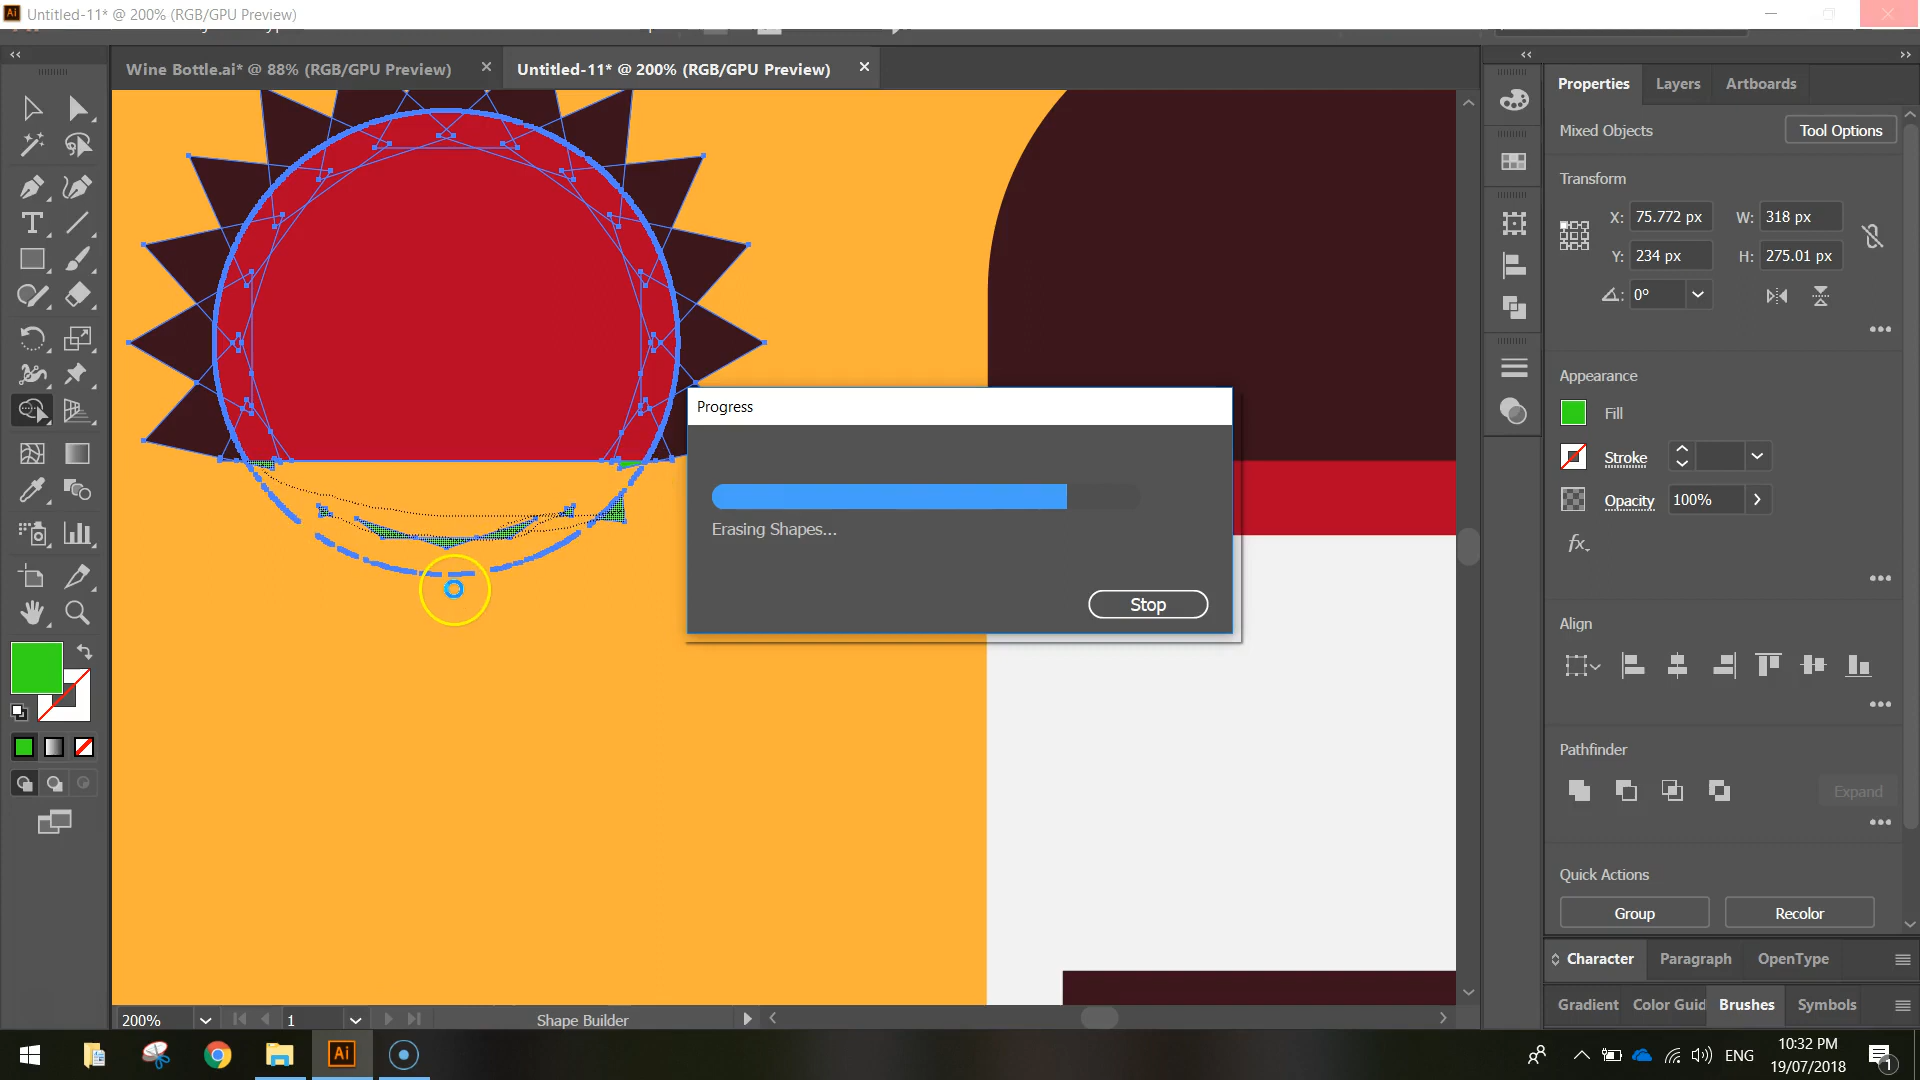 Ai Untitled-11* @ 200% (RGB/GPU Preview)
Wine Bottle.ai* @ 88% (RGB/GPU Preview)
Untitled-11* @ 200% (RGB/GPU Preview)
Properties
Layers
Artboards
Mixed Objects
Tool Options
Transform
X: 75.772 px
W: 318 px
Y: 234 px
H: 275.01 px
0°
Appearance
Fill
Stroke
Opacity
100%
fx
Align
Pathfinder
Expand
Quick Actions
Group
Recolor
Character
Paragraph
OpenType
Gradient
Color Guid
Brushes
Symbols
Progress
Erasing Shapes...
Stop
200%
1
Shape Builder
Ai
ENG
10:32 PM
19/07/2018
1